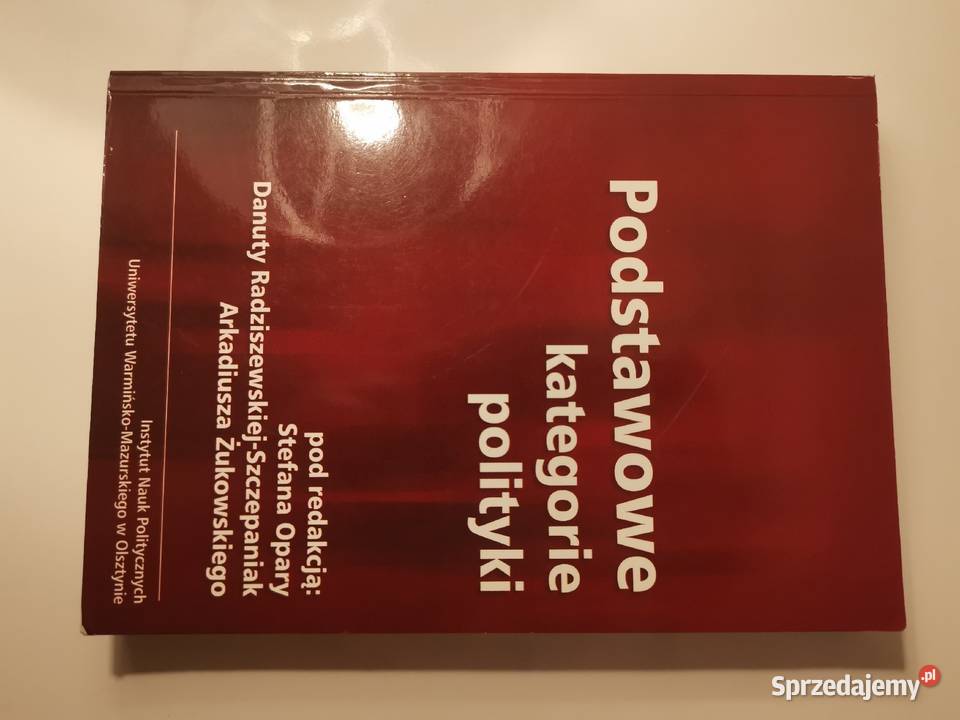 Podstawowe
kategorie
polityki
pod redakcją:
Stefana Opary
Danuty Radziszewskiej-Szczepaniak
Arkadiusza Żukowskiego
Instytut Nauk Politycznych
Uniwersytetu Warmińsko-Mazurskiego w Olsztynie
Sprzedajemy.pl